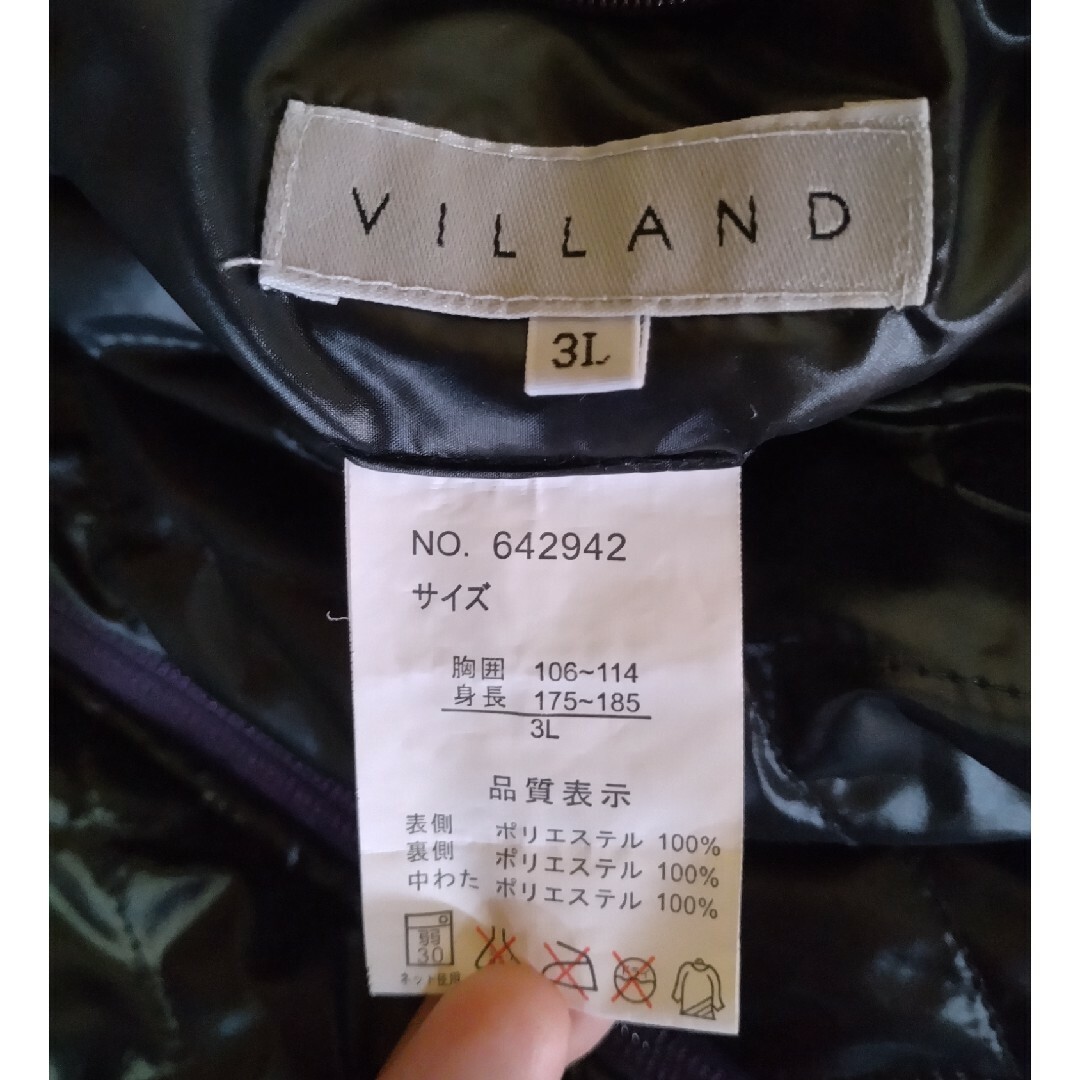 VILLAND
3L
NO. 642942
サイズ
胸囲 106~114
身長 175~185
3L
品質表示
表側 ポリエステル 100%
裏側 ポリエステル 100%
中わた ポリエステル 100%
弱
30
ネット使用